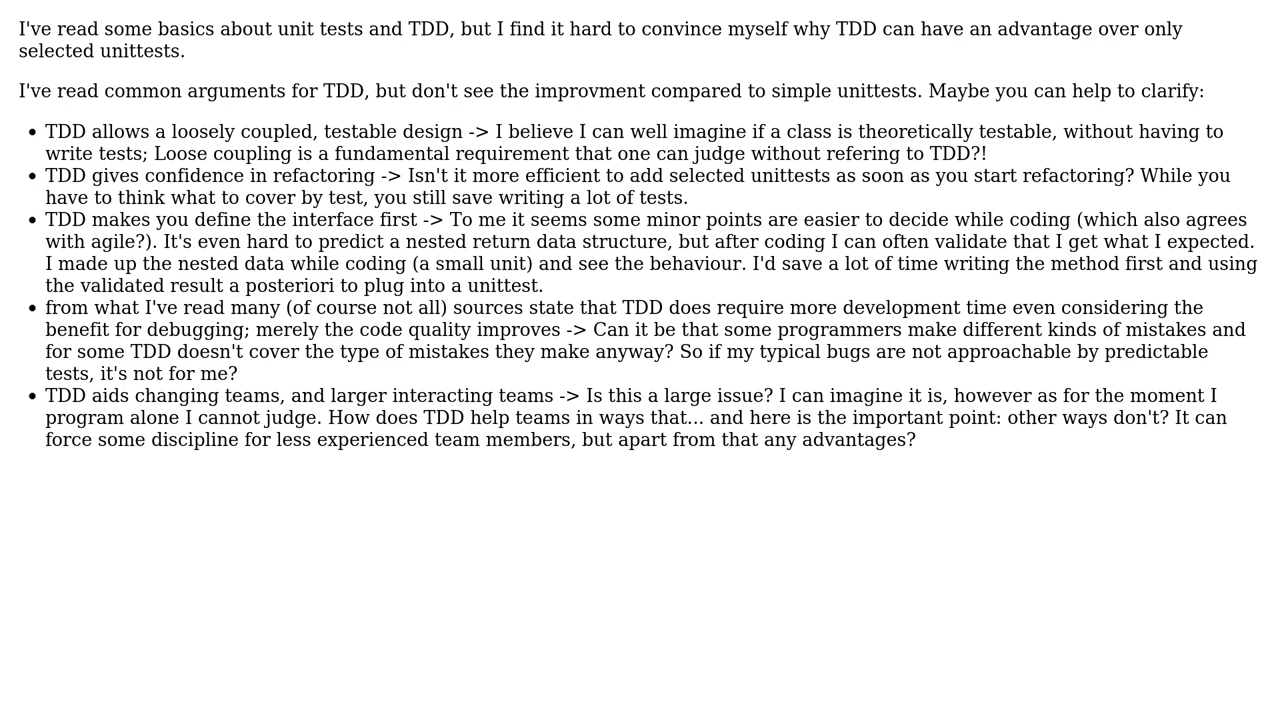 I've read some basics about unit tests and TDD, but I find it hard to convince myself why TDD can have an advantage over only
selected unittests.
I've read common arguments for TDD, but don't see the improvment compared to simple unittests. Maybe you can help to clarify:
• TDD allows a loosely coupled, testable design -> I believe I can well imagine if a class is theoretically testable, without having to
write tests; Loose coupling is a fundamental requirement that one can judge without refering to TDD?!
• TDD gives confidence in refactoring -> Isn't it more efficient to add selected unittests as soon as you start refactoring? While you
have to think what to cover by test, you still save writing a lot of tests.
• TDD makes you define the interface first -> To me it seems some minor points are easier to decide while coding (which also agrees
with agile?). It's even hard to predict a nested return data structure, but after coding I can often validate that I get what I expected.
I made up the nested data while coding (a small unit) and see the behaviour. I'd save a lot of time writing the method first and using
the validated result a posteriori to plug into a unittest.
• from what I've read many (of course not all) sources state that TDD does require more development time even considering the
benefit for debugging; merely the code quality improves -> Can it be that some programmers make different kinds of mistakes and
for some TDD doesn't cover the type of mistakes they make anyway? So if my typical bugs are not approachable by predictable
tests, it's not for me?
• TDD aids changing teams, and larger interacting teams -> Is this a large issue? I can imagine it is, however as for the moment I
program alone I cannot judge. How does TDD help teams in ways that... and here is the important point: other ways don't? It can
force some discipline for less experienced team members, but apart from that any advantages?